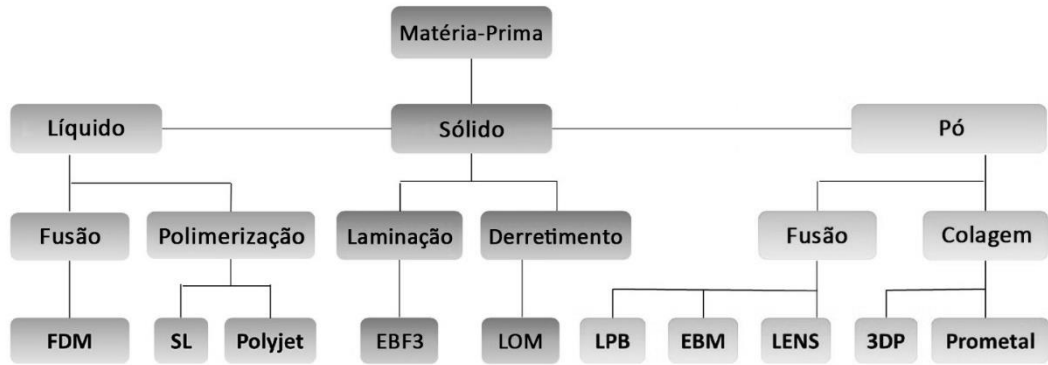 Matéria-Prima
Líquido
Sólido
Pó
Fusão
Polimerização
Laminação
Derretimento
Fusão
Colagem
FDM
SL
Polyjet
EBF3
LOM
LPB
EBM
LENS
3DP
Prometal